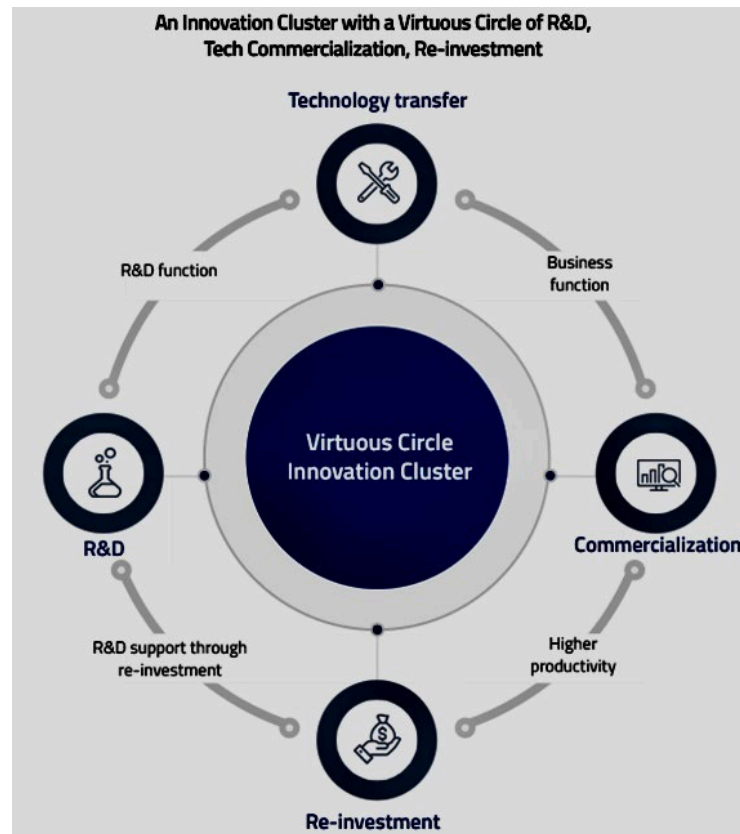 An Innovation Cluster with a Virtuous Circle of R&D,
Tech Commercialization, Re-investment
Technology transfer
R&D function
Business
function
Virtuous Circle
Innovation Cluster
R&D
Commercialization
R&D support through
re-investment
Higher
productivity
$
Re-investment